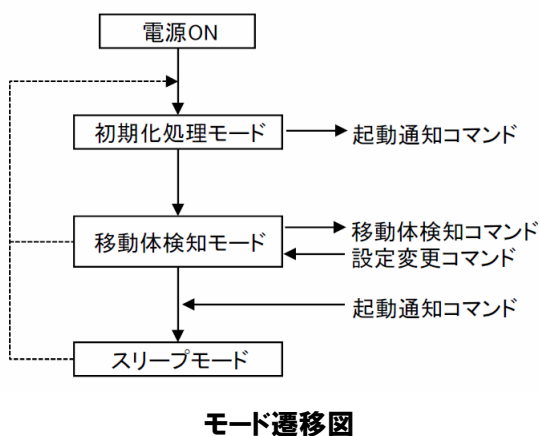 電源ON
初期化処理モード
起動通知コマンド
移動体検知モード
移動体検知コマンド
設定変更コマンド
起動通知コマンド
スリープモード
モード遷移図